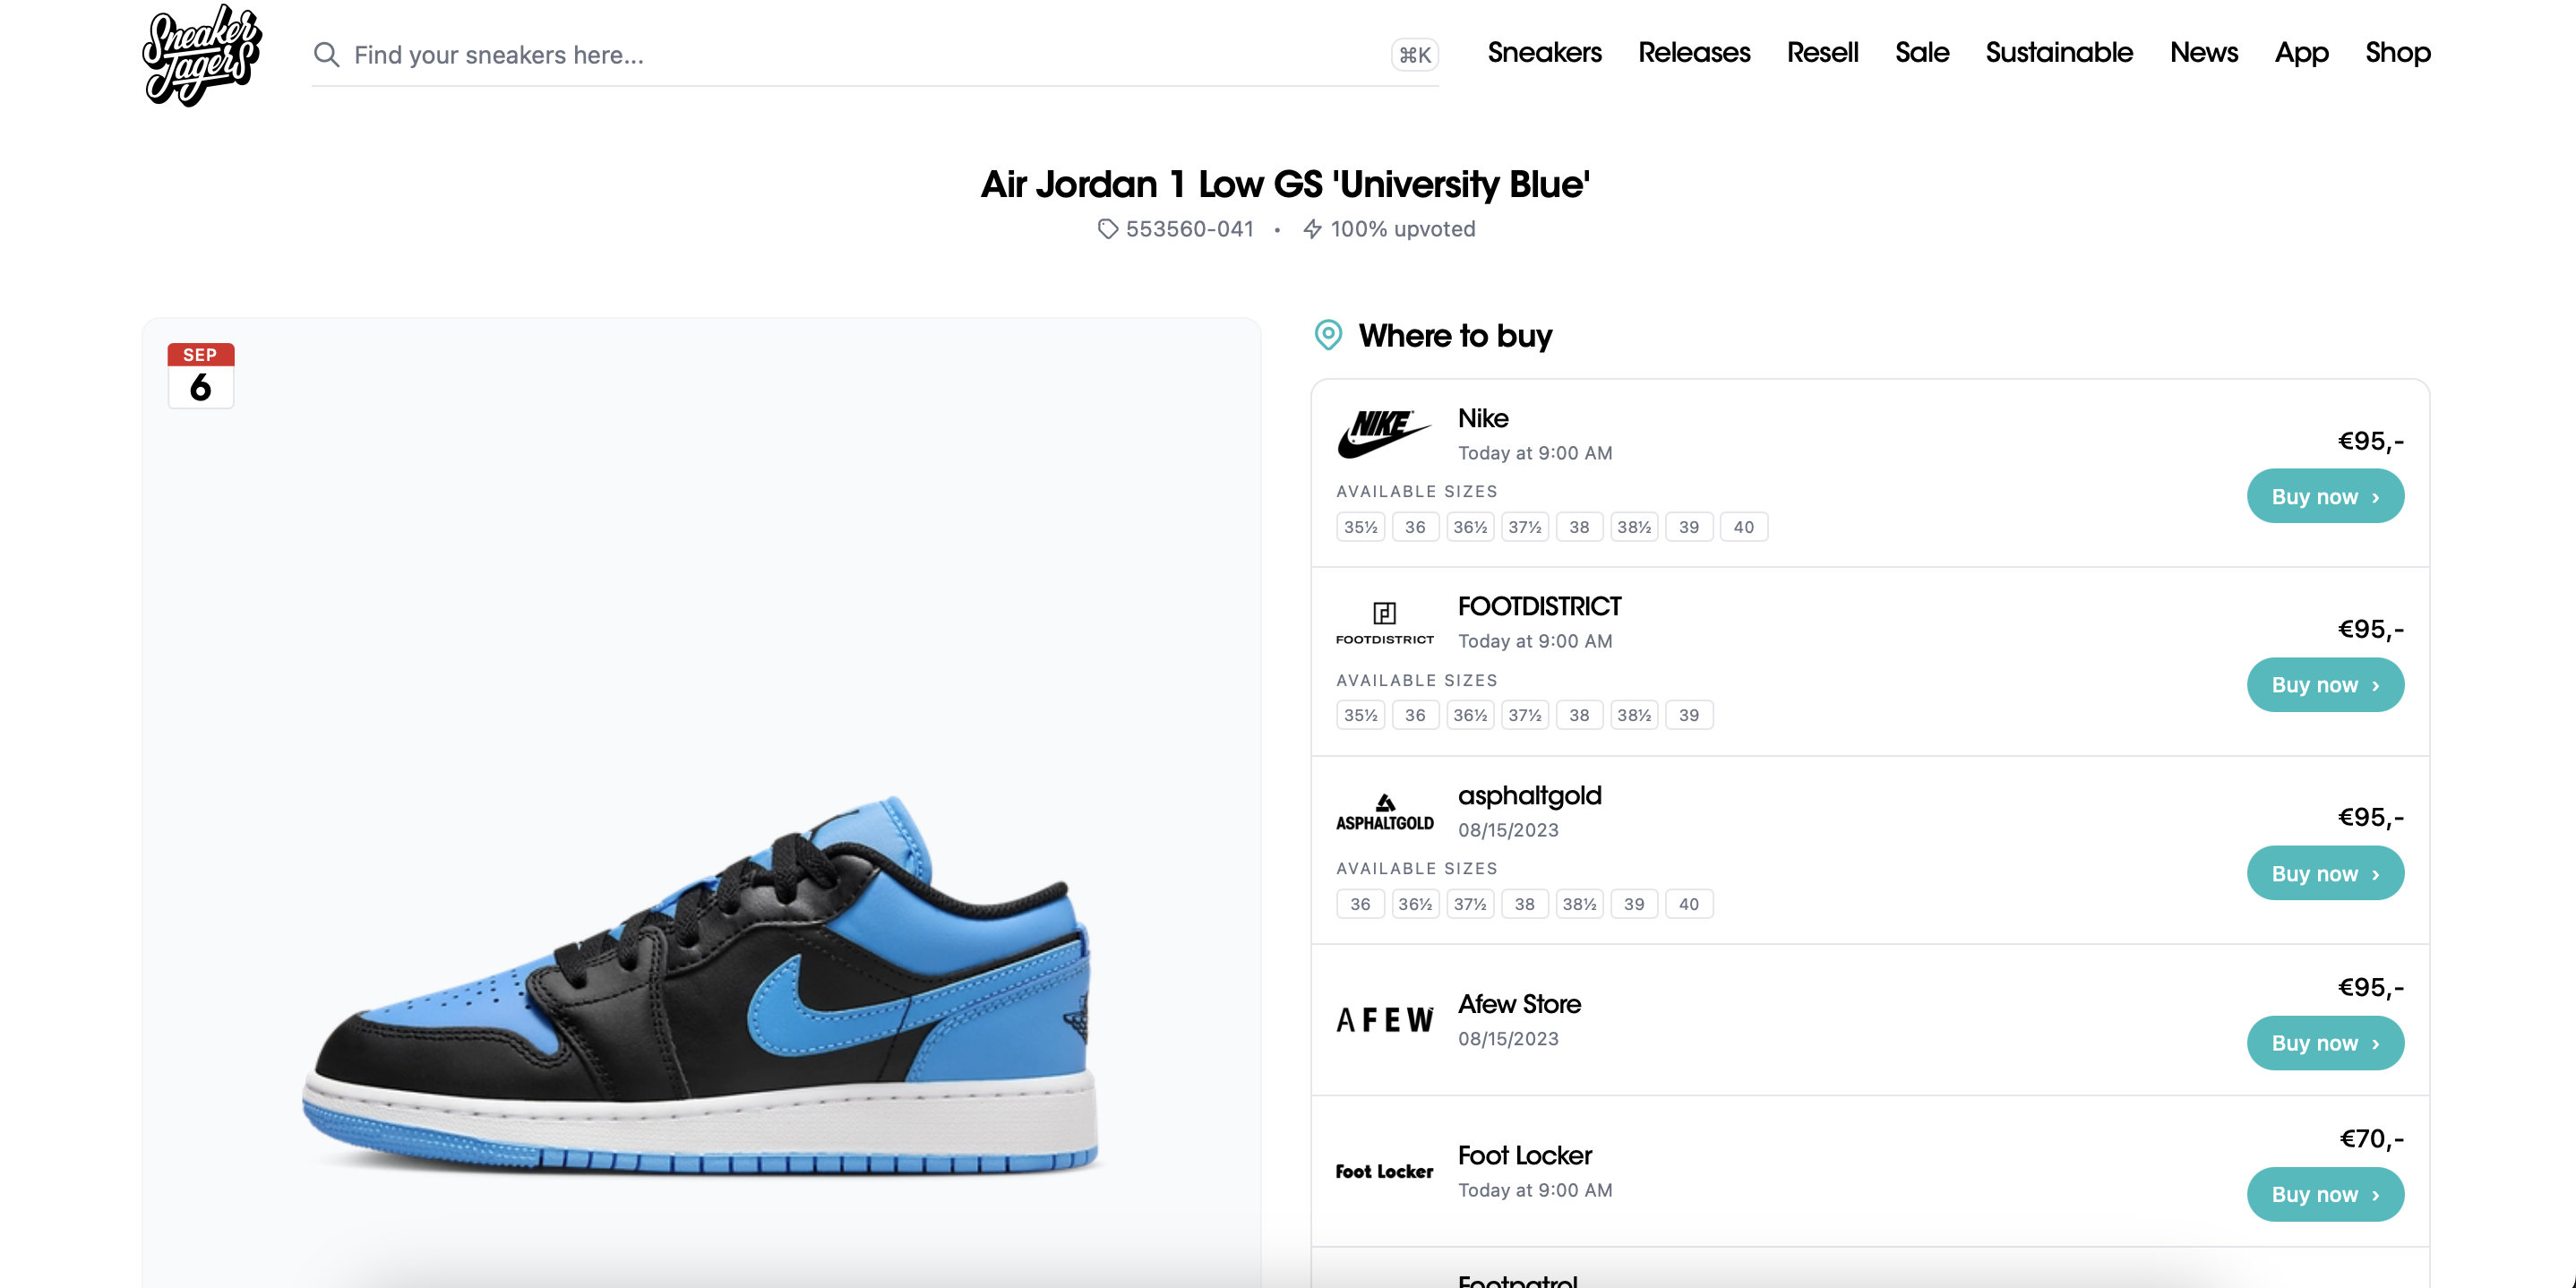 Sneaker
Jagers
Find your sneakers here...
⌘K
Sneakers
Releases
Resell
Sale
Sustainable
News
App
Shop
Air Jordan 1 Low GS 'University Blue'
553560-041 • 100% upvoted
SEP
6
Where to buy
NIKE
Nike
Today at 9:00 AM
€95,-
AVAILABLE SIZES
Buy now ›
35½ 36 36½ 37½ 38 38½ 39 40
FOOTDISTRICT
FOOTDISTRICT
Today at 9:00 AM
€95,-
AVAILABLE SIZES
Buy now ›
35½ 36 36½ 37½ 38 38½ 39
ASPHALTGOLD
asphaltgold
08/15/2023
€95,-
AVAILABLE SIZES
Buy now ›
36 36½ 37½ 38 38½ 39 40
AFEW
Afew Store
08/15/2023
€95,-
Buy now ›
Foot Locker
Foot Locker
Today at 9:00 AM
€70,-
Buy now ›
Footpatrol